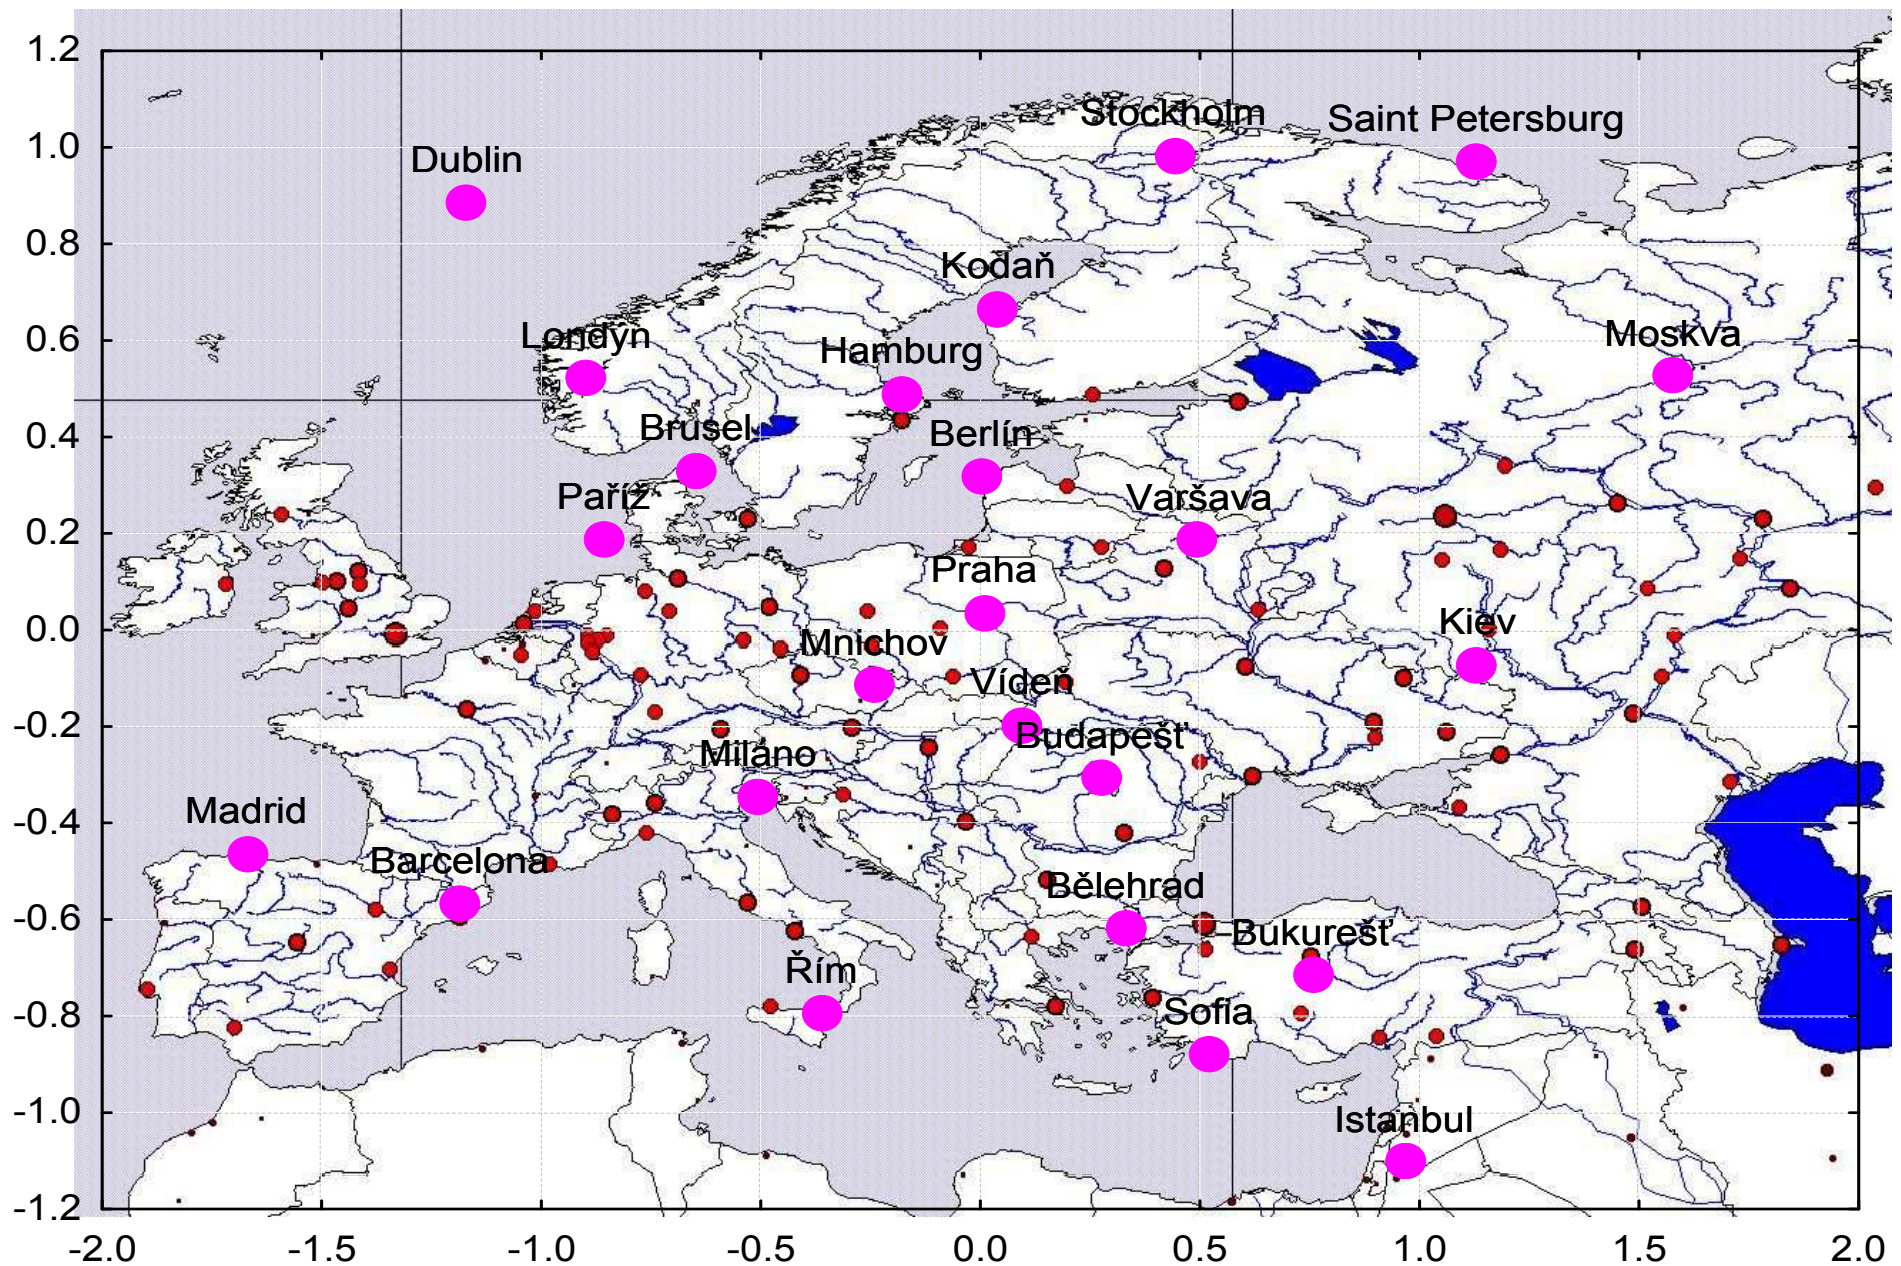 1.2
Stockholm
Saint Petersburg
1.0
Dublin
0.8
Kodaň
0.6
Londýn
Hamburg
Moskva
0.4
Brusel
Berlín
Paříž
Varšava
0.2
Praha
0.0
Kiev
Mnichov
Vídeň
-0.2
Budapešť
Miláno
Madrid
-0.4
Barcelona
Bělehrad
-0.6
Bukurešť
Řím
-0.8
Sofia
-1.0
Istanbul
-1.2
-2.0 -1.5 -1.0 -0.5 0.0 0.5 1.0 1.5 2.0